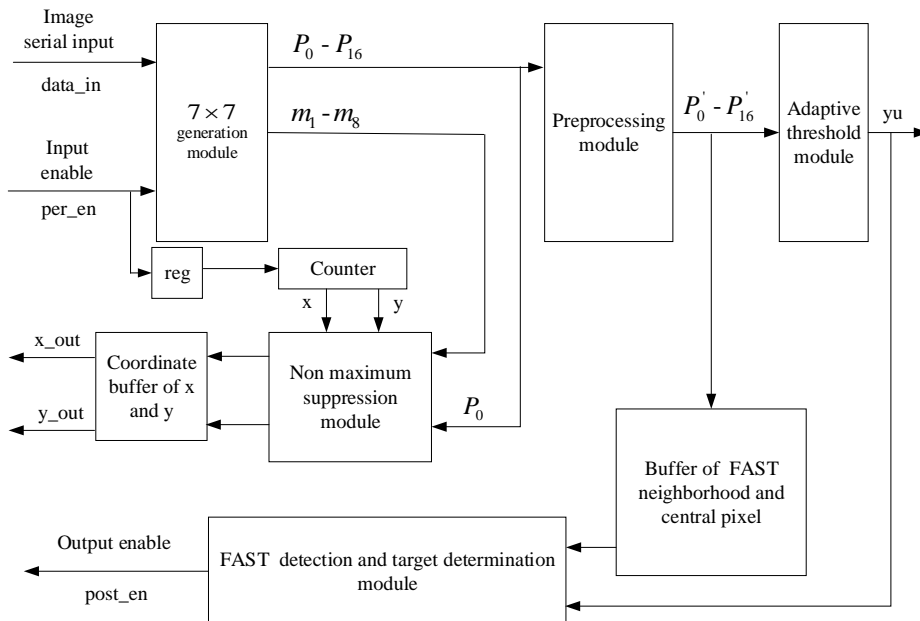 Image
serial input
data_in
Input
enable
per_en
7 × 7
generation
module
P₀ - P₁₆
m₁ - m₈
Preprocessing
module
P₀' - P₁₆'
Adaptive
threshold
module
yu
reg
Counter
x
y
x_out
y_out
Coordinate
buffer of x
and y
Non maximum
suppression
module
P₀
Buffer of FAST
neighborhood and
central pixel
Output enable
post_en
FAST detection and target determination
module